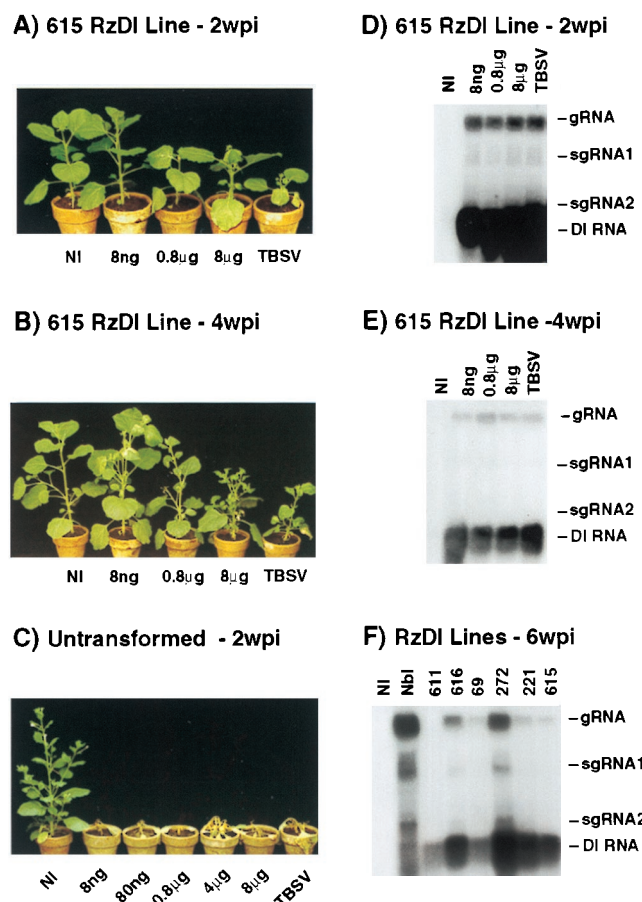 A) 615 RzDI Line - 2wpi
NI 8ng 0.8µg 8µg TBSV
B) 615 RzDI Line - 4wpi
NI 8ng 0.8µg 8µg TBSV
C) Untransformed - 2wpi
NI 8ng 80ng 0.8µg 4µg 8µg TBSV
D) 615 RzDI Line - 2wpi
NI 8ng 0.8µg 8µg TBSV
– gRNA
– sgRNA1
– sgRNA2
– DI RNA
E) 615 RzDI Line -4wpi
NI 8ng 0.8µg 8µg TBSV
– gRNA
– sgRNA1
– sgRNA2
– DI RNA
F) RzDI Lines - 6wpi
NI NbI 611 616 69 272 221 615
– gRNA
– sgRNA1
– sgRNA2
– DI RNA